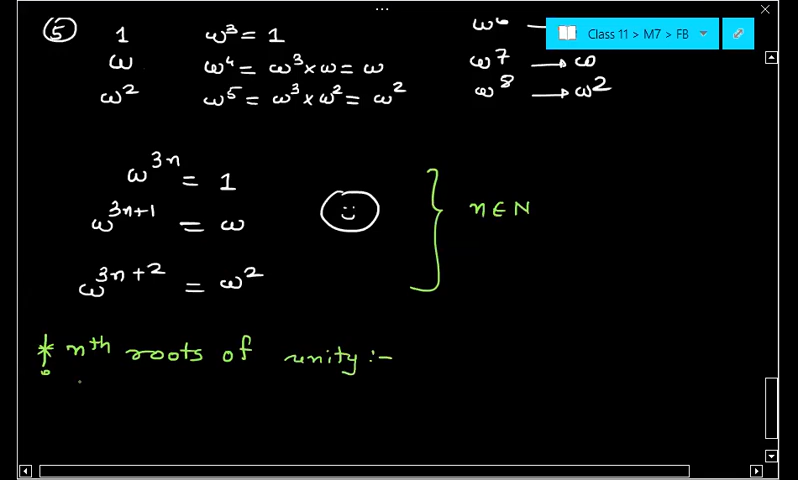 ⑤ 1 ω³ = 1 ω⁶ → Class 11 > M7 > FB
ω ω⁴ = ω³ × ω = ω ω⁷ → ω
ω² ω⁵ = ω³ × ω² = ω² ω⁸ → ω²
ω³ⁿ = 1
ω³ⁿ⁺¹ = ω n ∈ N
ω³ⁿ⁺² = ω²
* nth roots of unity :-